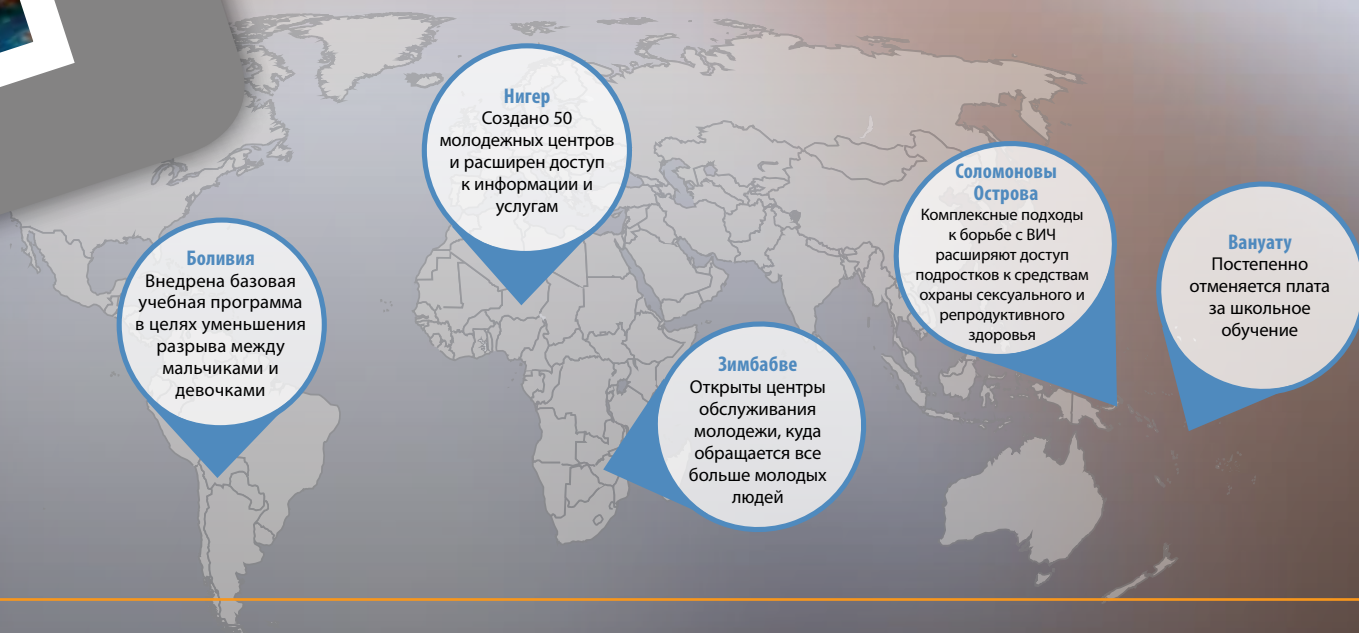 Нигер
Создано 50
молодежных центров
и расширен доступ
к информации и
услугам
Боливия
Внедрена базовая
учебная программа
в целях уменьшения
разрыва между
мальчиками и
девочками
Зимбабве
Открыты центры
обслуживания
молодежи, куда
обращается все
больше молодых
людей
Соломоновы
Острова
Комплексные подходы
к борьбе с ВИЧ
расширяют доступ
подростков к средствам
охраны сексуального и
репродуктивного
здоровья
Вануату
Постепенно
отменяется плата
за школьное
обучение